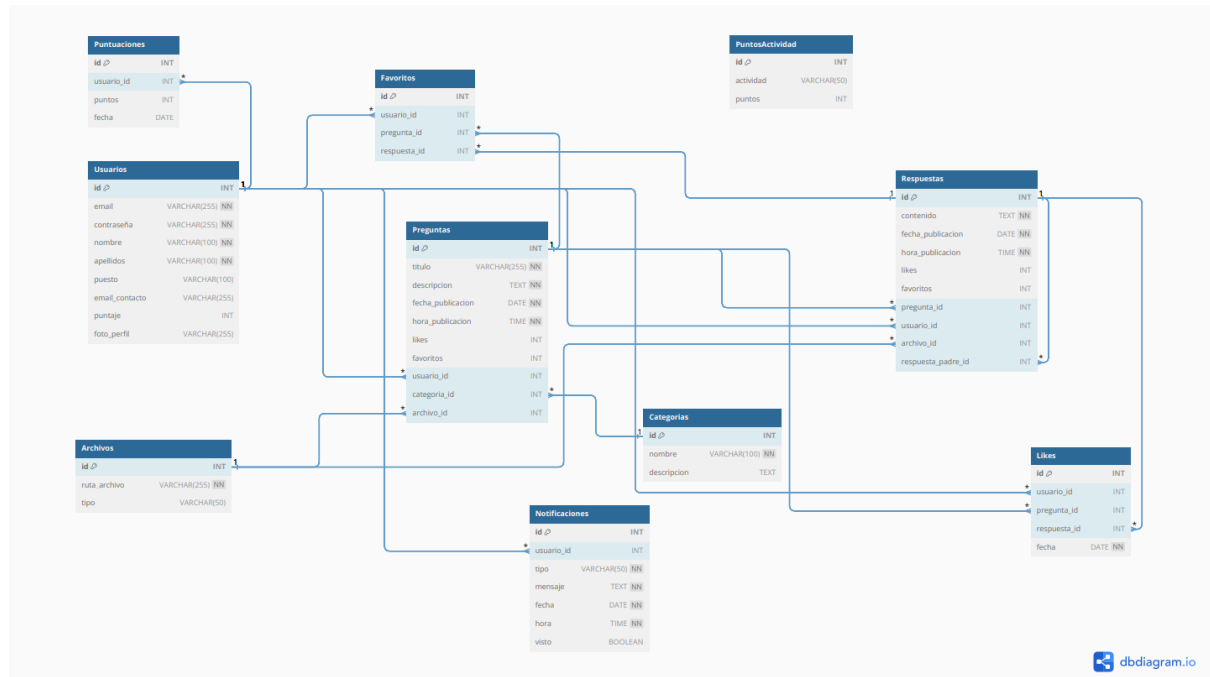 Puntuaciones
id INT
usuario_id INT *
puntos INT
fecha DATE
Usuarios
id INT 1
email VARCHAR(255) NN
contraseña VARCHAR(255) NN
nombre VARCHAR(100) NN
apellidos VARCHAR(100) NN
puesto VARCHAR(100)
email_contacto VARCHAR(255)
puntaje INT
foto_perfil VARCHAR(255)
Archivos
id INT 1
ruta_archivo VARCHAR(255) NN
tipo VARCHAR(50)
Favoritos
id INT
* usuario_id INT
pregunta_id INT *
respuesta_id INT *
Preguntas
id INT 1
titulo VARCHAR(255) NN
descripcion TEXT NN
fecha_publicacion DATE NN
hora_publicacion TIME NN
likes INT
favoritos INT
* usuario_id INT
categoria_id INT *
* archivo_id INT
Notificaciones
id INT
* usuario_id INT
tipo VARCHAR(50) NN
mensaje TEXT NN
fecha DATE NN
hora TIME NN
visto BOOLEAN
Categorias
1 id INT
nombre VARCHAR(100) NN
descripcion TEXT
PuntosActividad
id INT
actividad VARCHAR(50)
puntos INT
Respuestas
1 id INT 1
contenido TEXT NN
fecha_publicacion DATE NN
hora_publicacion TIME NN
likes INT
favoritos INT
* pregunta_id INT
* usuario_id INT
* archivo_id INT
respuesta_padre_id INT *
Likes
id INT
* usuario_id INT
* pregunta_id INT
respuesta_id INT *
fecha DATE NN
dbdiagram.io